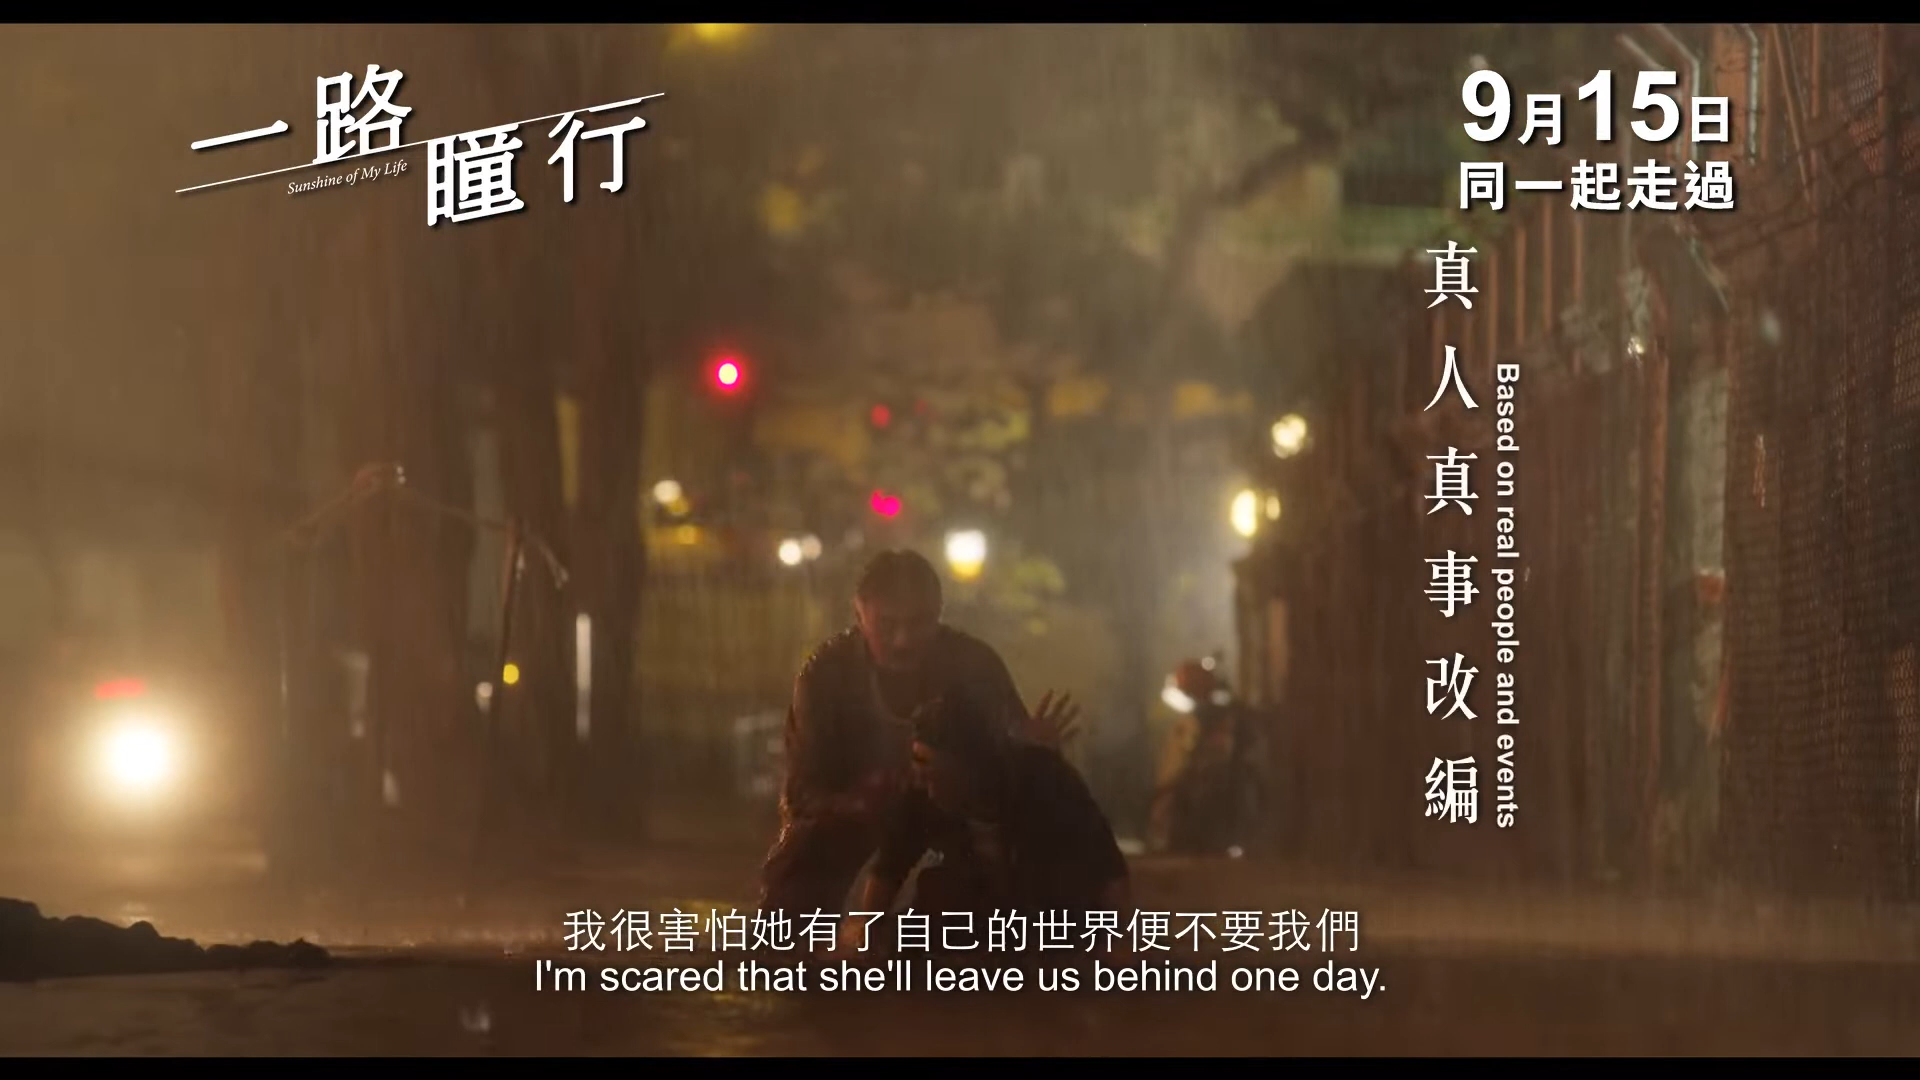 一路瞳行
Sunshine of My Life
9月15日
同一起走過
真人真事改編
Based on real people and events
我很害怕她有了自己的世界便不要我們
I'm scared that she'll leave us behind one day.